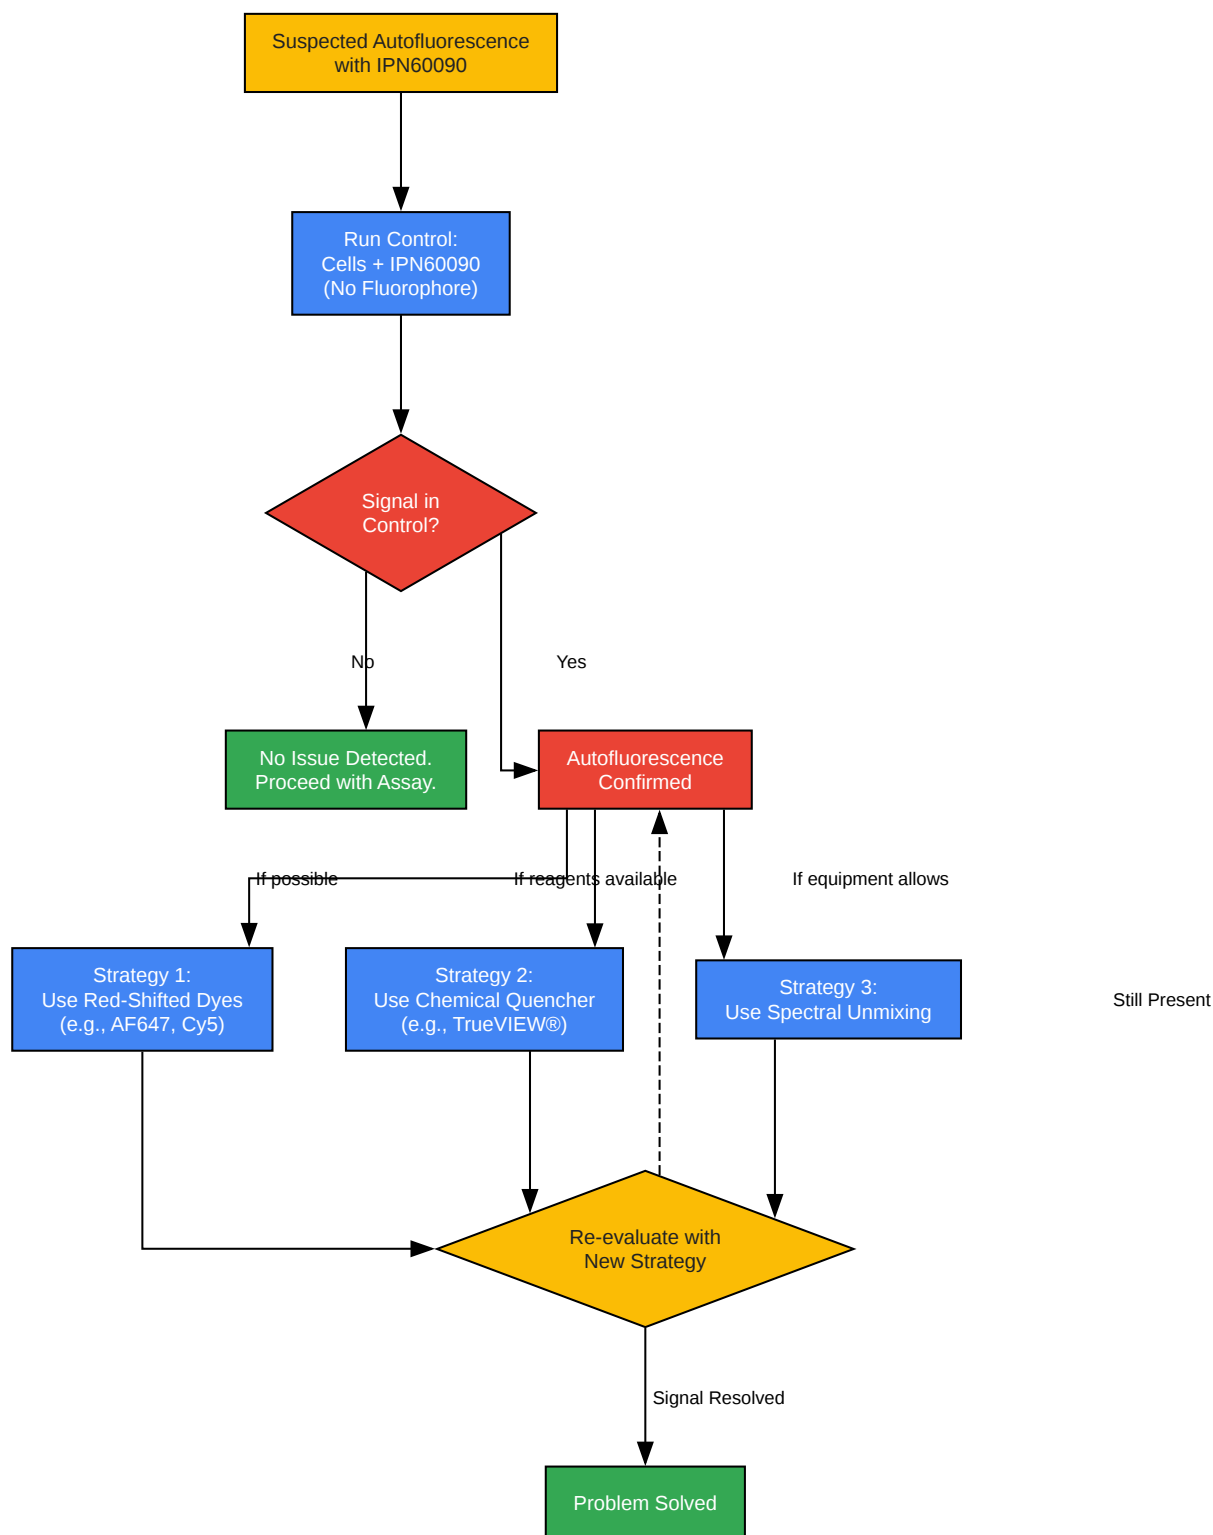 Suspected Autofluorescence
with IPN60090
Run Control:
Cells + IPN60090
(No Fluorophore)
Signal in
Control?
No
Yes
No Issue Detected.
Proceed with Assay.
Autofluorescence
Confirmed
If possible
If reagents available
If equipment allows
Strategy 1:
Use Red-Shifted Dyes
(e.g., AF647, Cy5)
Strategy 2:
Use Chemical Quencher
(e.g., TrueVIEW®)
Strategy 3:
Use Spectral Unmixing
Still Present
Re-evaluate with
New Strategy
Signal Resolved
Problem Solved